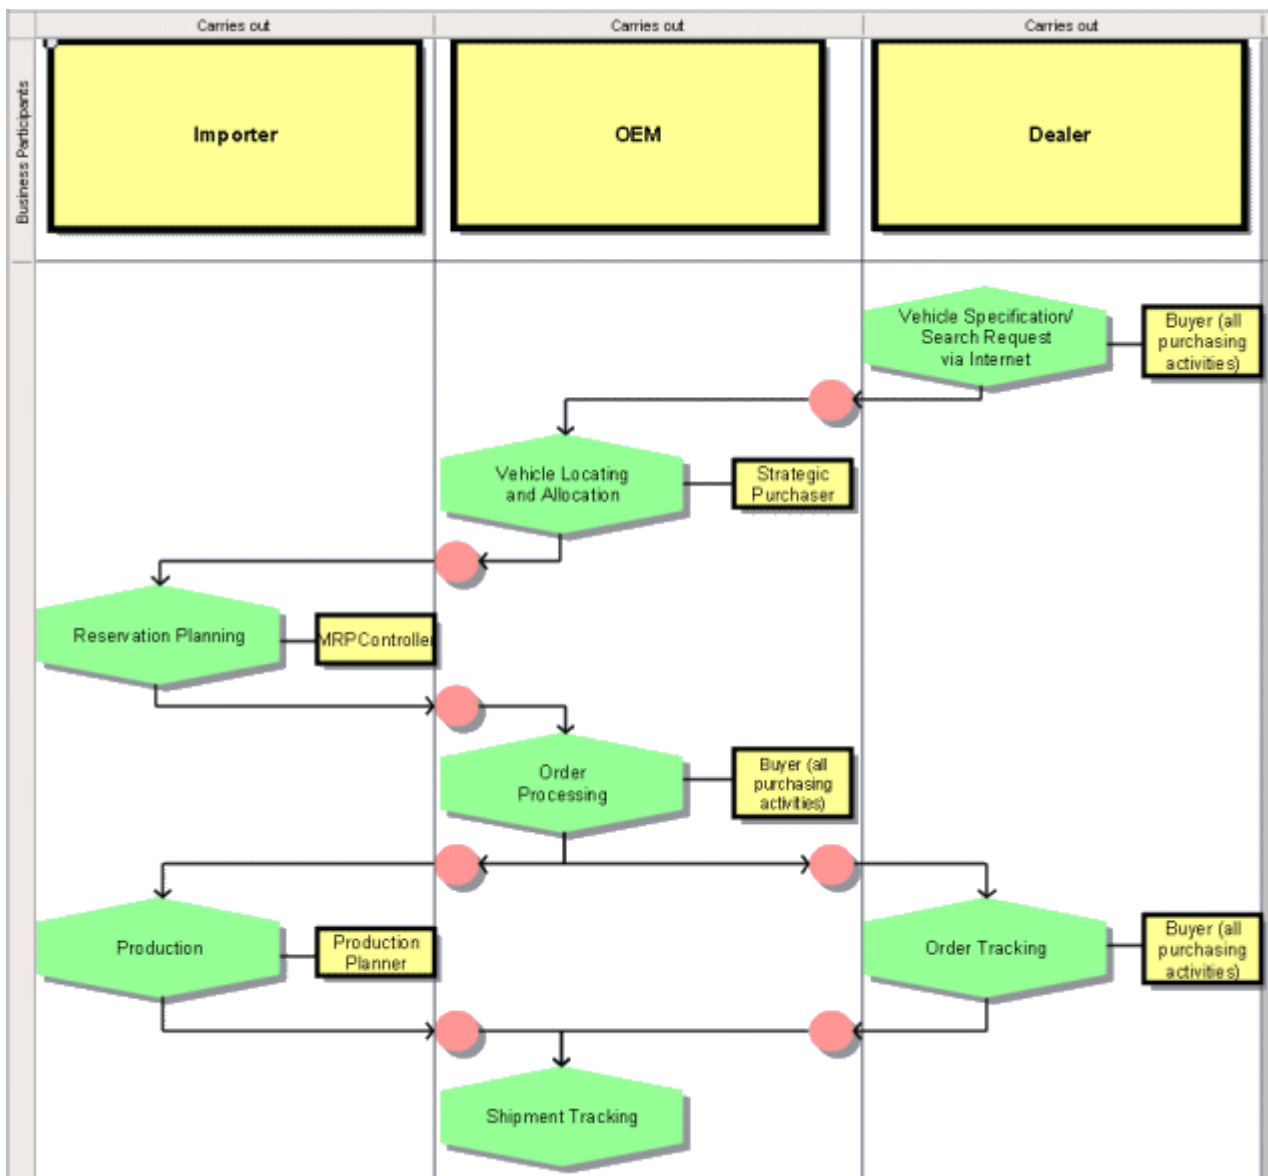 Carries out
Carries out
Carries out
Business Participants
Importer
OEM
Dealer
Vehicle Specification/
Search Request
via Internet
Buyer (all
purchasing
activities)
Vehicle Locating
and Allocation
Strategic
Purchaser
Reservation Planning
MRPController
Order
Processing
Buyer (all
purchasing
activities)
Production
Production
Planner
Order Tracking
Buyer (all
purchasing
activities)
Shipment Tracking